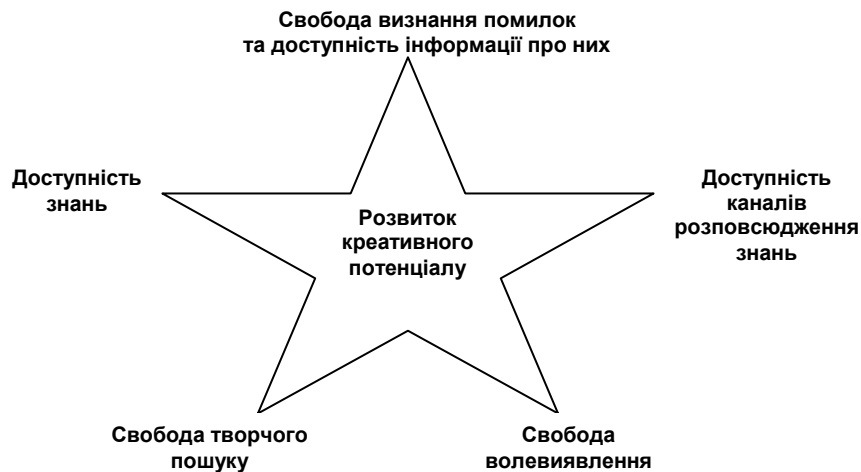 Свобода визнання помилок
та доступність інформації про них
Доступність
знань
Доступність
каналів
розповсюдження
знань
Розвиток
креативного
потенціалу
Свобода творчого
пошуку
Свобода
волевиявлення